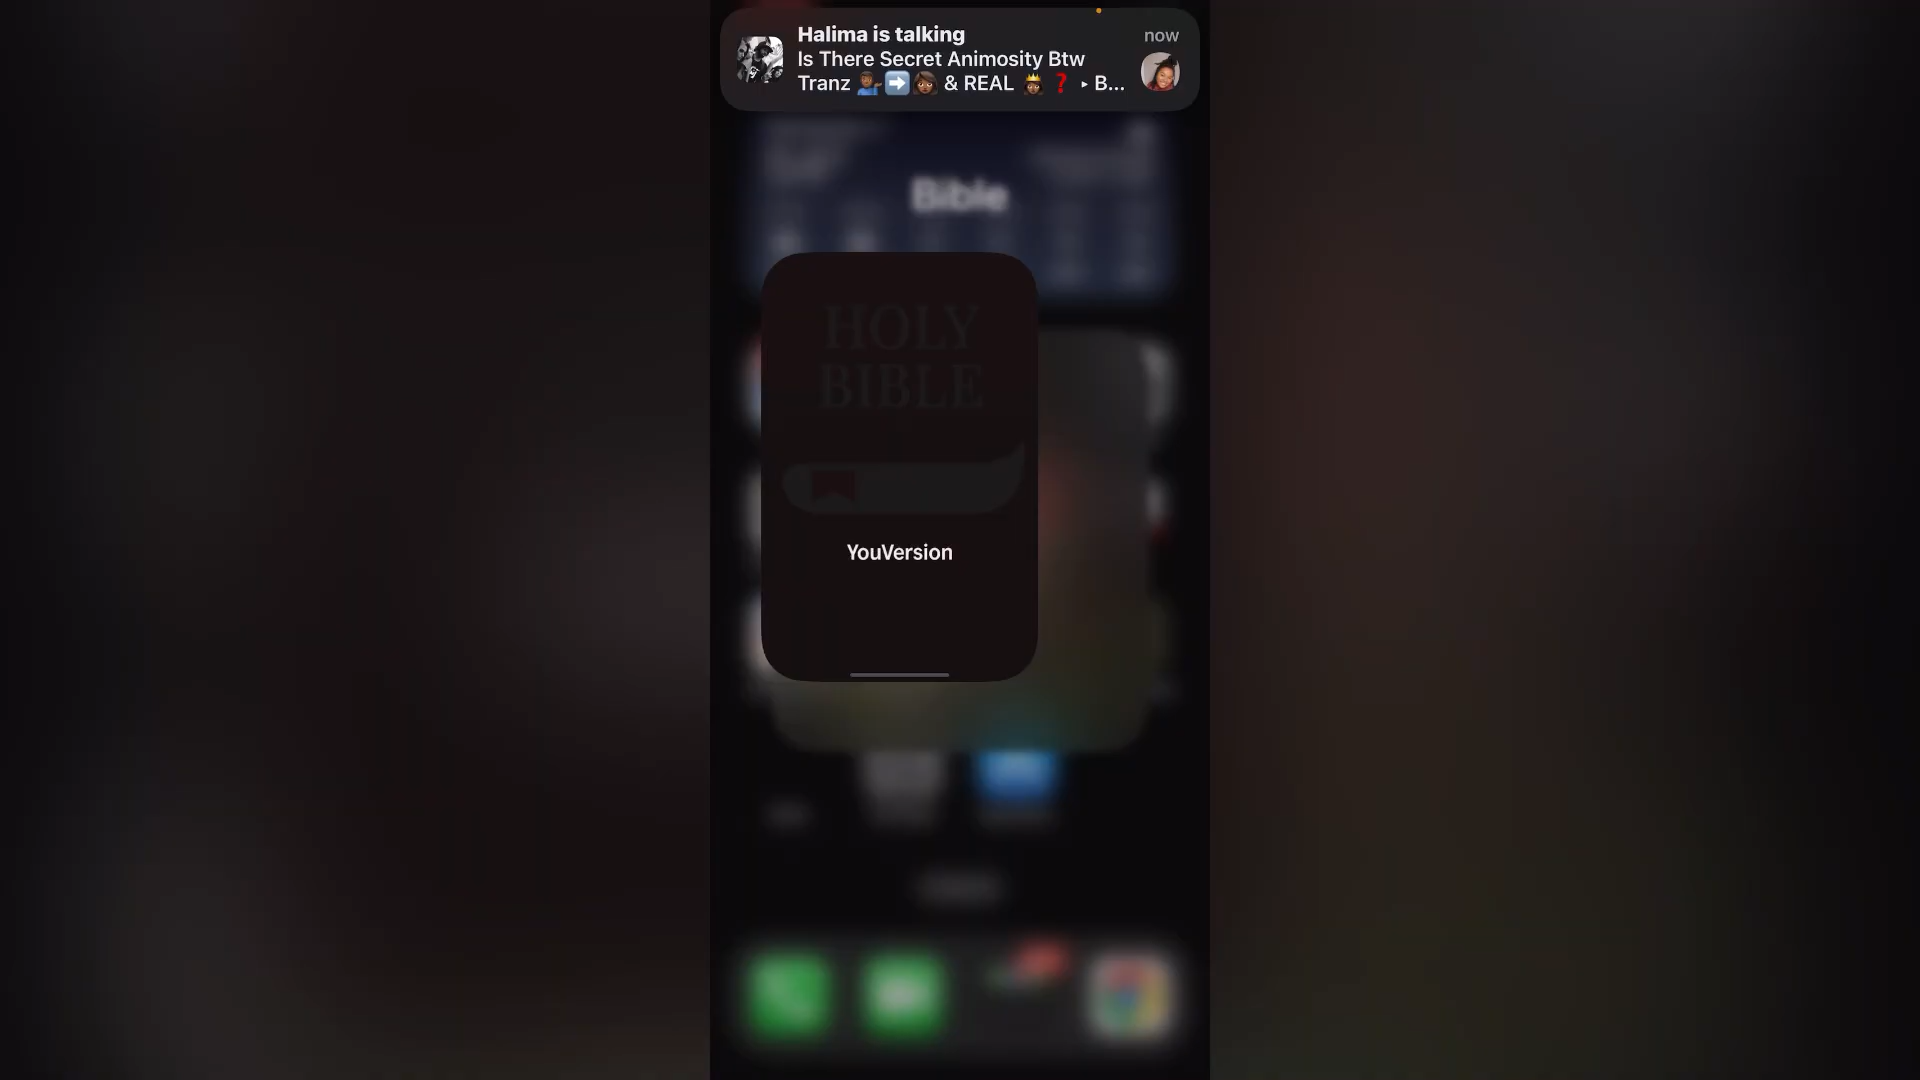 Halima is talking
now
Is There Secret Animosity Btw
Tranz 💁🏾‍♂️➡️👩🏾 & REAL 👸🏾 ❓ ▸ B...
Bible
HOLY
BIBLE
YouVersion